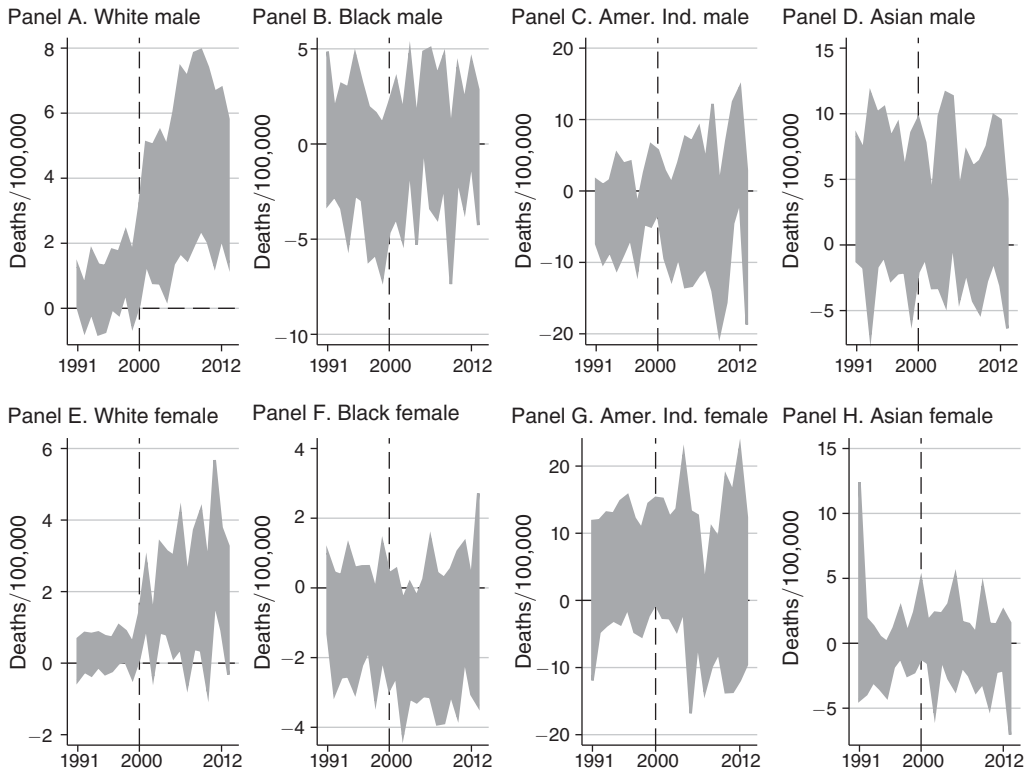 Panel A. White male
Panel B. Black male
Panel C. Amer. Ind. male
Panel D. Asian male
Deaths/100,000
8
6
4
2
0
1991 2000 2012
Deaths/100,000
5
0
−5
−10
1991 2000 2012
Deaths/100,000
20
10
0
−10
−20
1991 2000 2012
Deaths/100,000
15
10
5
0
−5
1991 2000 2012
Panel E. White female
Panel F. Black female
Panel G. Amer. Ind. female
Panel H. Asian female
Deaths/100,000
6
4
2
0
−2
1991 2000 2012
Deaths/100,000
4
2
0
−2
−4
1991 2000 2012
Deaths/100,000
20
10
0
−10
−20
1991 2000 2012
Deaths/100,000
15
10
5
0
−5
1991 2000 2012